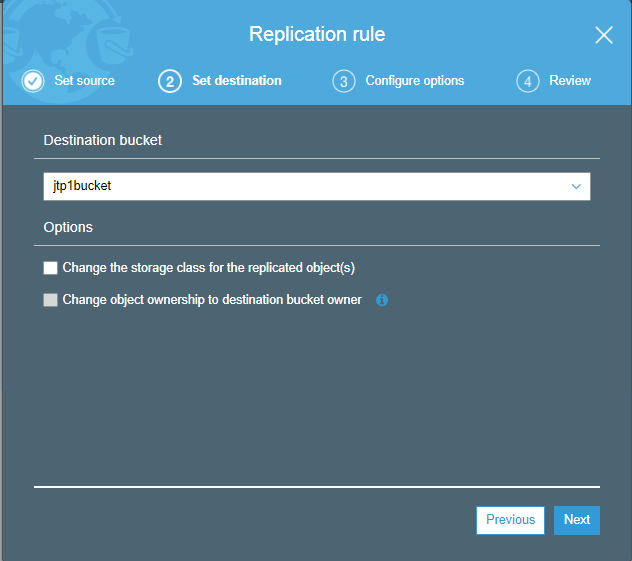 Replication rule
Set source
2 Set destination
3 Configure options
4 Review
Destination bucket
jtp1bucket
Options
Change the storage class for the replicated object(s)
Change object ownership to destination bucket owner i
Previous Next